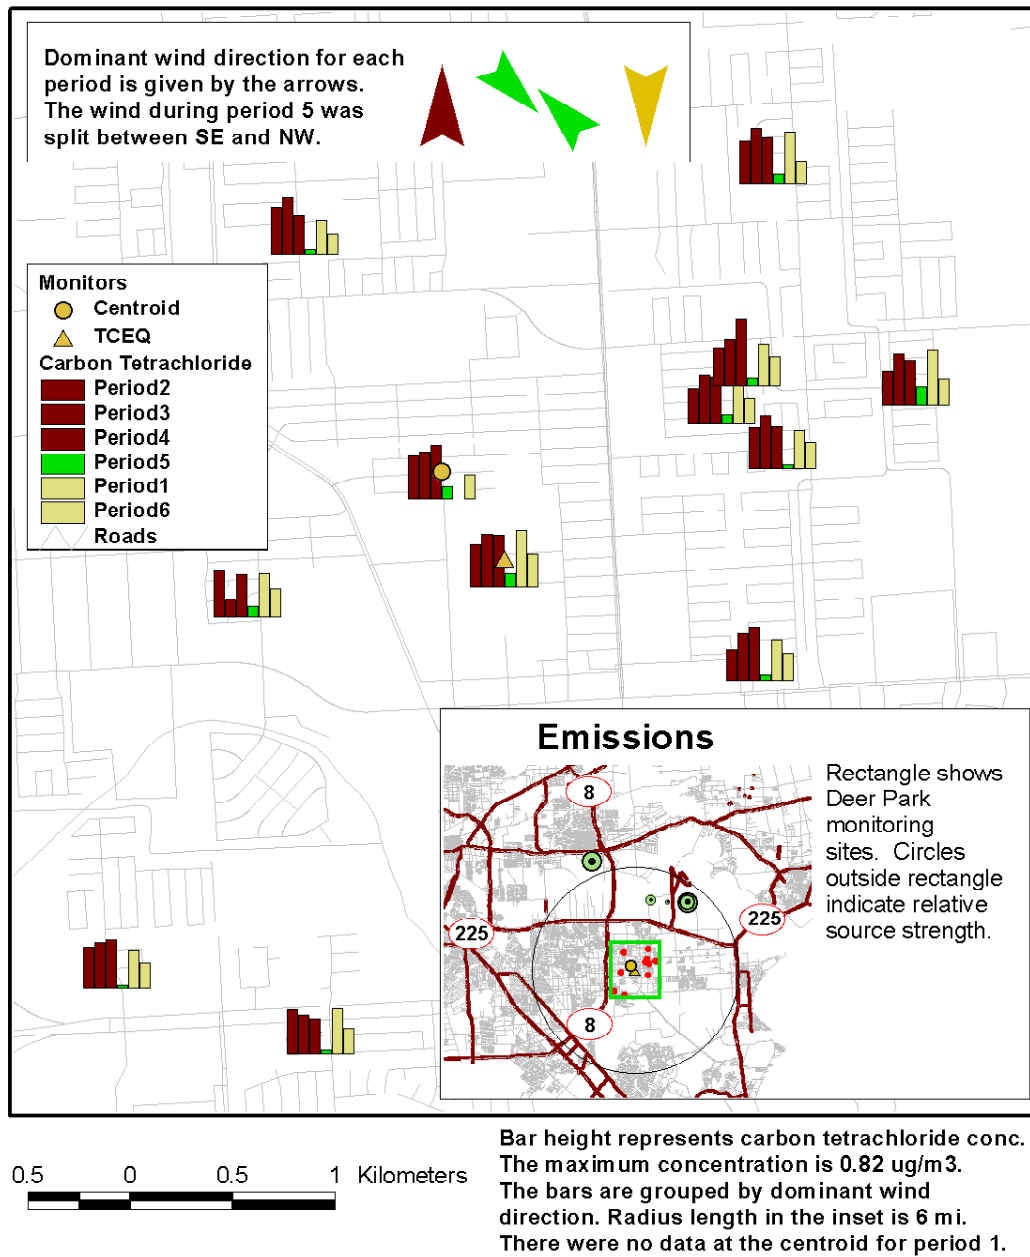 Dominant wind direction for each
period is given by the arrows.
The wind during period 5 was
split between SE and NW.
Monitors
Centroid
TCEQ
Carbon Tetrachloride
Period2
Period3
Period4
Period5
Period1
Period6
Roads
Emissions
8
225
225
8
Rectangle shows
Deer Park
monitoring
sites. Circles
outside rectangle
indicate relative
source strength.
0.5 0 0.5 1 Kilometers
Bar height represents carbon tetrachloride conc.
The maximum concentration is 0.82 ug/m3.
The bars are grouped by dominant wind
direction. Radius length in the inset is 6 mi.
There were no data at the centroid for period 1.